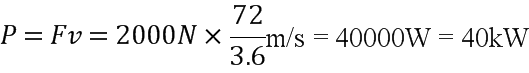 P = Fv = 2000N × 72/3.6 m/s = 40000W = 40kW